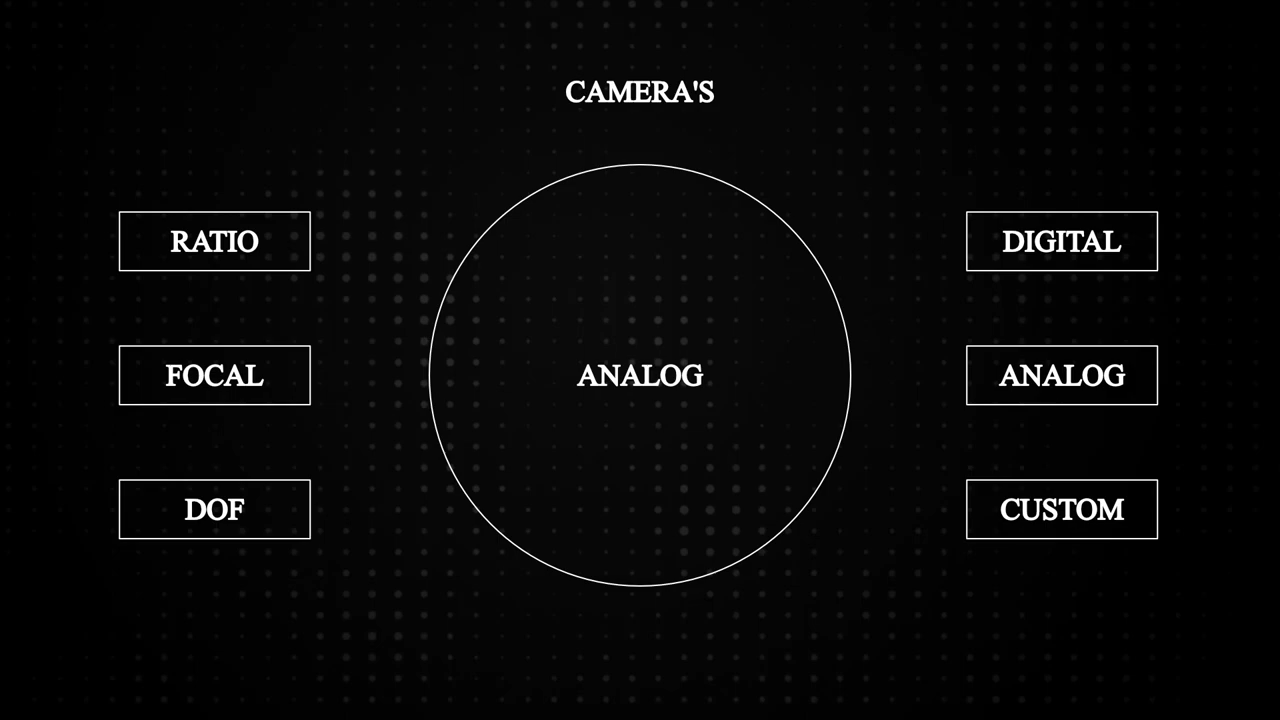 CAMERA'S
RATIO
DIGITAL
FOCAL
ANALOG
ANALOG
DOF
CUSTOM